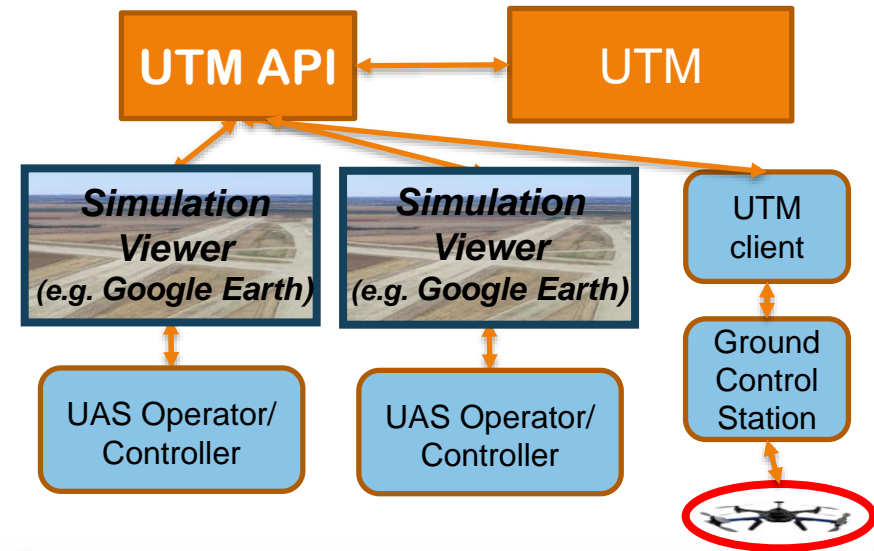 UTM API
UTM
Simulation
Viewer
(e.g. Google Earth)
Simulation
Viewer
(e.g. Google Earth)
UTM
client
Ground
Control
Station
UAS Operator/
Controller
UAS Operator/
Controller